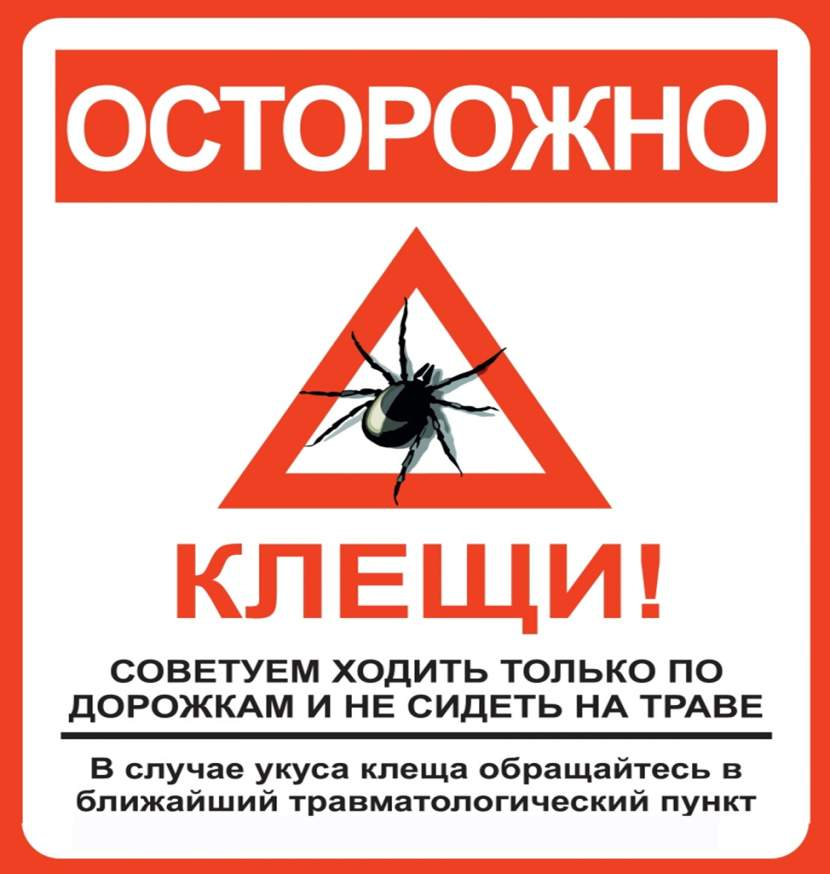 ОСТОРОЖНО
КЛЕЩИ!
СОВЕТУЕМ ХОДИТЬ ТОЛЬКО ПО
ДОРОЖКАМ И НЕ СИДЕТЬ НА ТРАВЕ
В случае укуса клеща обращайтесь в
ближайший травматологический пункт